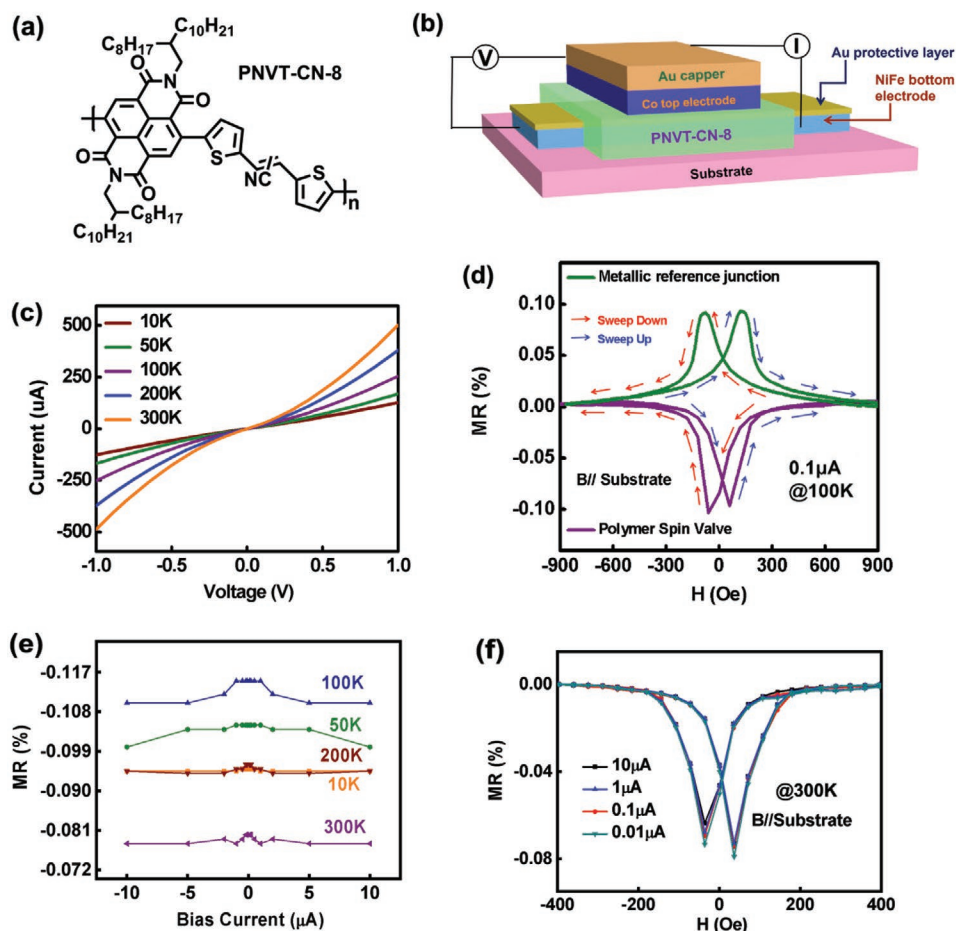 (a)
C10H21
C8H17
PNVT-CN-8
N
O
O
S
NC
S
n
O
N
O
C8H17
C10H21
(b)
V
I
Au protective layer
NiFe bottom
electrode
Au capper
Co top electrode
PNVT-CN-8
Substrate
(c)
10K
50K
100K
200K
300K
500
250
0
-250
-500
Current (uA)
-1.0
-0.5
0.0
0.5
1.0
Voltage (V)
(d)
Metallic reference junction
Sweep Down
Sweep Up
0.10
0.05
0.00
-0.05
-0.10
MR (%)
B// Substrate
0.1μA
@100K
Polymer Spin Valve
-900
-600
-300
0
300
600
900
H (Oe)
(e)
-0.117
-0.108
-0.099
-0.090
-0.081
-0.072
MR (%)
100K
50K
200K
10K
300K
-10
-5
0
5
10
Bias Current (μA)
(f)
0.00
-0.04
-0.08
MR (%)
10μA
1μA
0.1μA
0.01μA
@300K
B//Substrate
-400
-200
0
200
400
H (Oe)